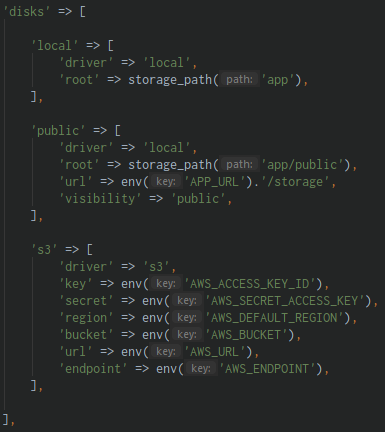 'disks' => [
'local' => [
'driver' => 'local',
'root' => storage_path( path: 'app'),
],
'public' => [
'driver' => 'local',
'root' => storage_path( path: 'app/public'),
'url' => env( key: 'APP_URL').'/storage',
'visibility' => 'public',
],
's3' => [
'driver' => 's3',
'key' => env( key: 'AWS_ACCESS_KEY_ID'),
'secret' => env( key: 'AWS_SECRET_ACCESS_KEY'),
'region' => env( key: 'AWS_DEFAULT_REGION'),
'bucket' => env( key: 'AWS_BUCKET'),
'url' => env( key: 'AWS_URL'),
'endpoint' => env( key: 'AWS_ENDPOINT'),
],
],